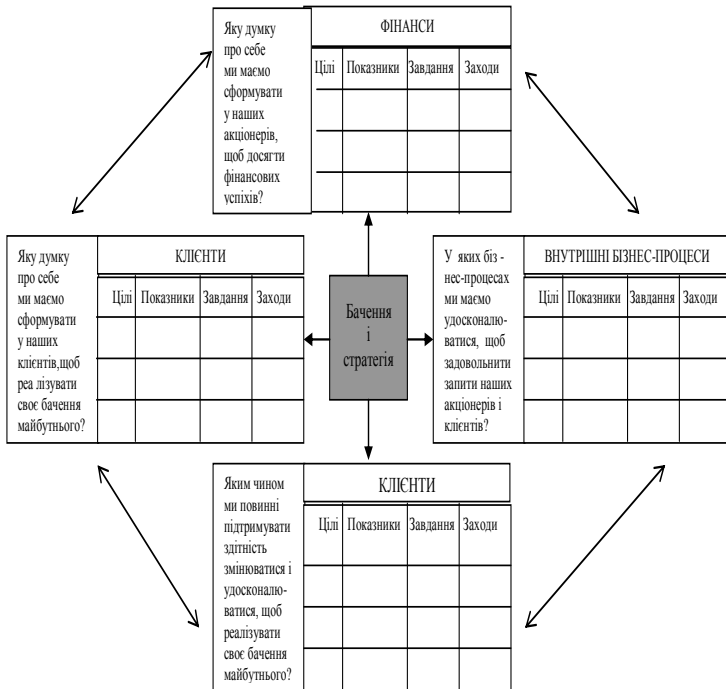 Яку думку
про себе
ми маємо
сформувати
у наших
акціонерів,
щоб досягти
фінансових
успіхів?
ФІНАНСИ
Цілі Показники Завдання Заходи
Яку думку
про себе
ми маємо
сформувати
у наших
клієнтів,щоб
реа лізувати
своє бачення
майбутнього?
КЛІЄНТИ
Цілі Показники Завдання Заходи
Бачення
і
стратегія
У яких біз -
нес-процесах
ми маємо
удосконалю-
ватися, щоб
задовольнити
запити наших
акціонерів і
клієнтів?
ВНУТРІШНІ БІЗНЕС-ПРОЦЕСИ
Цілі Показники Завдання Заходи
Яким чином
ми повинні
підтримувати
здітність
змінюватися і
удосконалю-
ватися, щоб
реалізувати
своє бачення
майбутнього?
КЛІЄНТИ
Цілі Показники Завдання Заходи